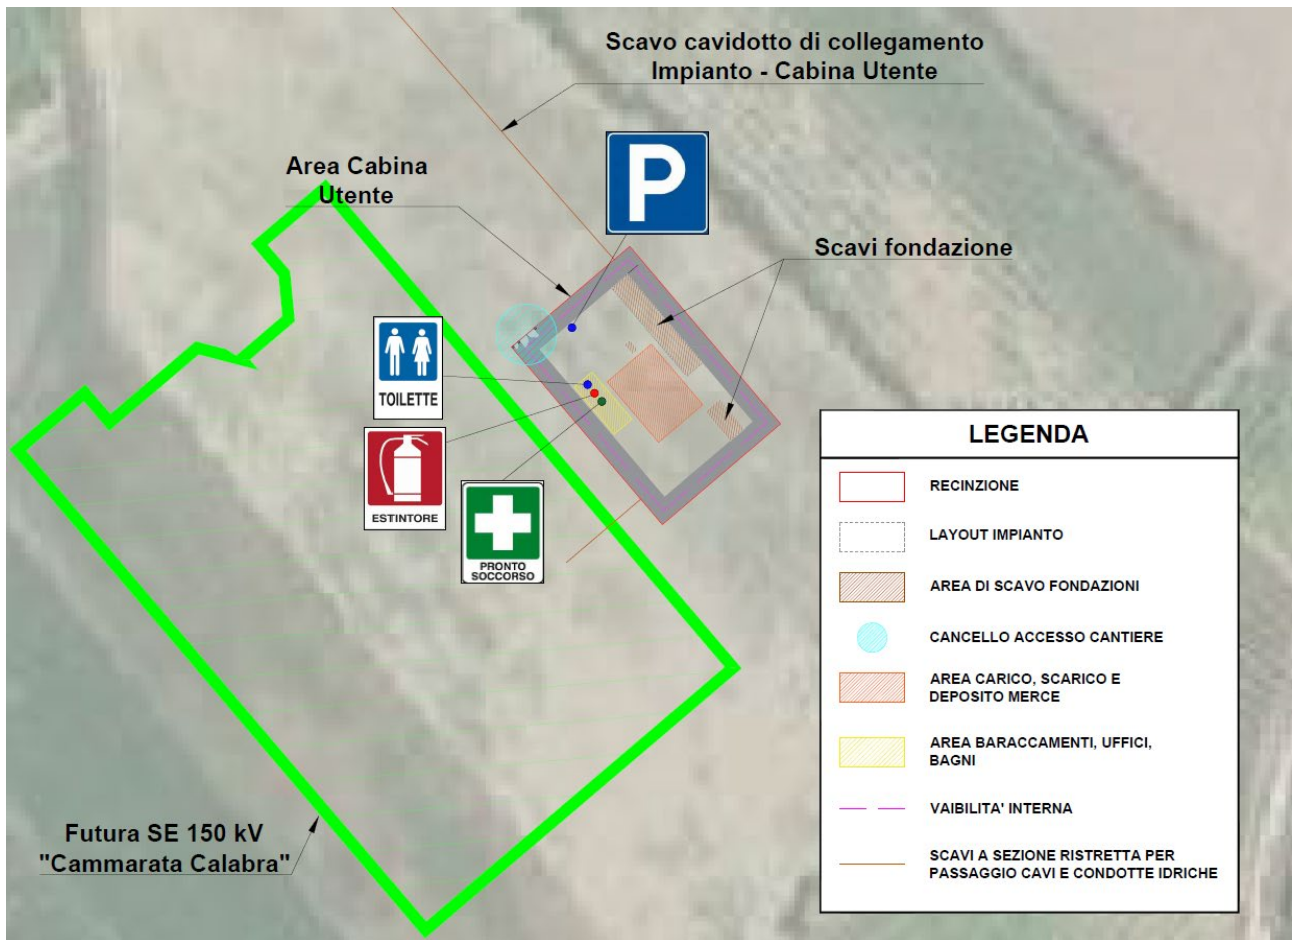 Scavo cavidotto di collegamento
Impianto - Cabina Utente
Area Cabina
Utente
P
Scavi fondazione
TOILETTE
ESTINTORE
PRONTO
SOCCORSO
Futura SE 150 kV
"Cammarata Calabra"
LEGENDA
RECINZIONE
LAYOUT IMPIANTO
AREA DI SCAVO FONDAZIONI
CANCELLO ACCESSO CANTIERE
AREA CARICO, SCARICO E
DEPOSITO MERCE
AREA BARACCAMENTI, UFFICI,
BAGNI
VAIBILITA' INTERNA
SCAVI A SEZIONE RISTRETTA PER
PASSAGGIO CAVI E CONDOTTE IDRICHE